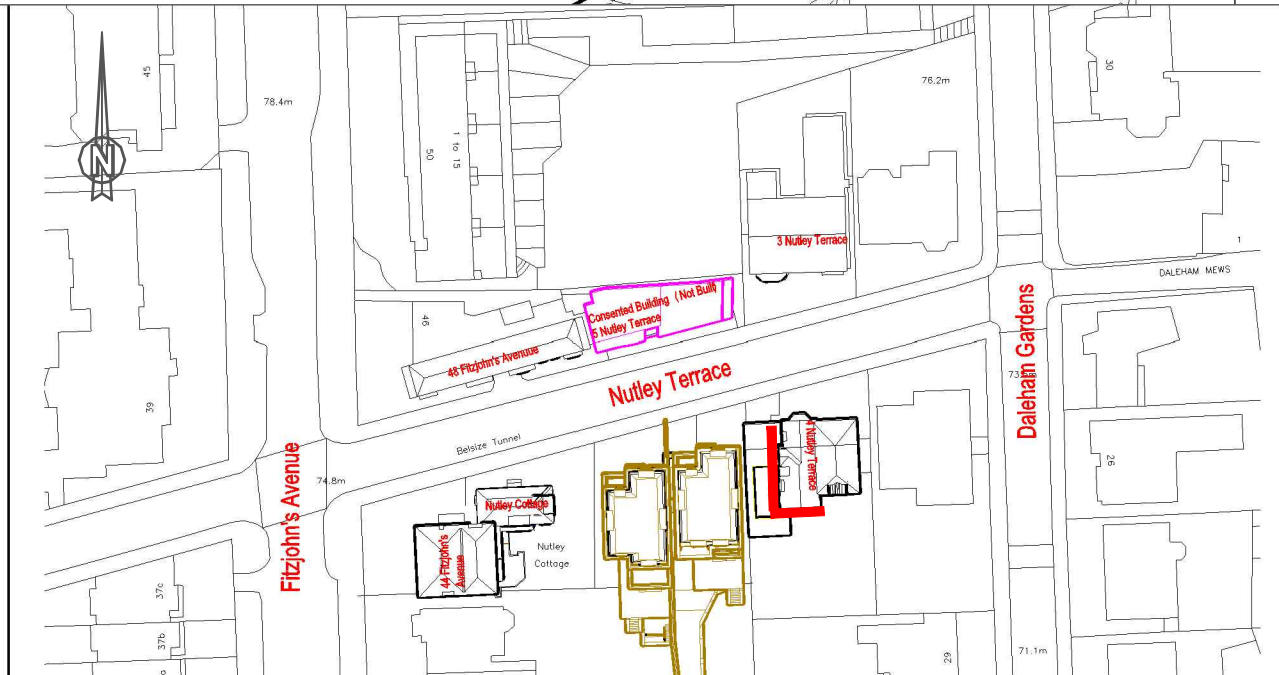 45
78.4m
N
50
1 to 15
76.2m
30
3 Nutley Terrace
1
DALEHAM MEWS
Consented Building (Not Built)
5 Nutley Terrace
46
48 Fitzjohn's Avenuue
39
Nutley Terrace
Daleham Gardens
Belsize Tunnel
4 Nutley Terrace
26
74.8m
Fitzjohn's Avenue
Nutley Cottage
44 Fitzjohn's
Avenue
Nutley
Cottage
37c
37b
29
71.1m